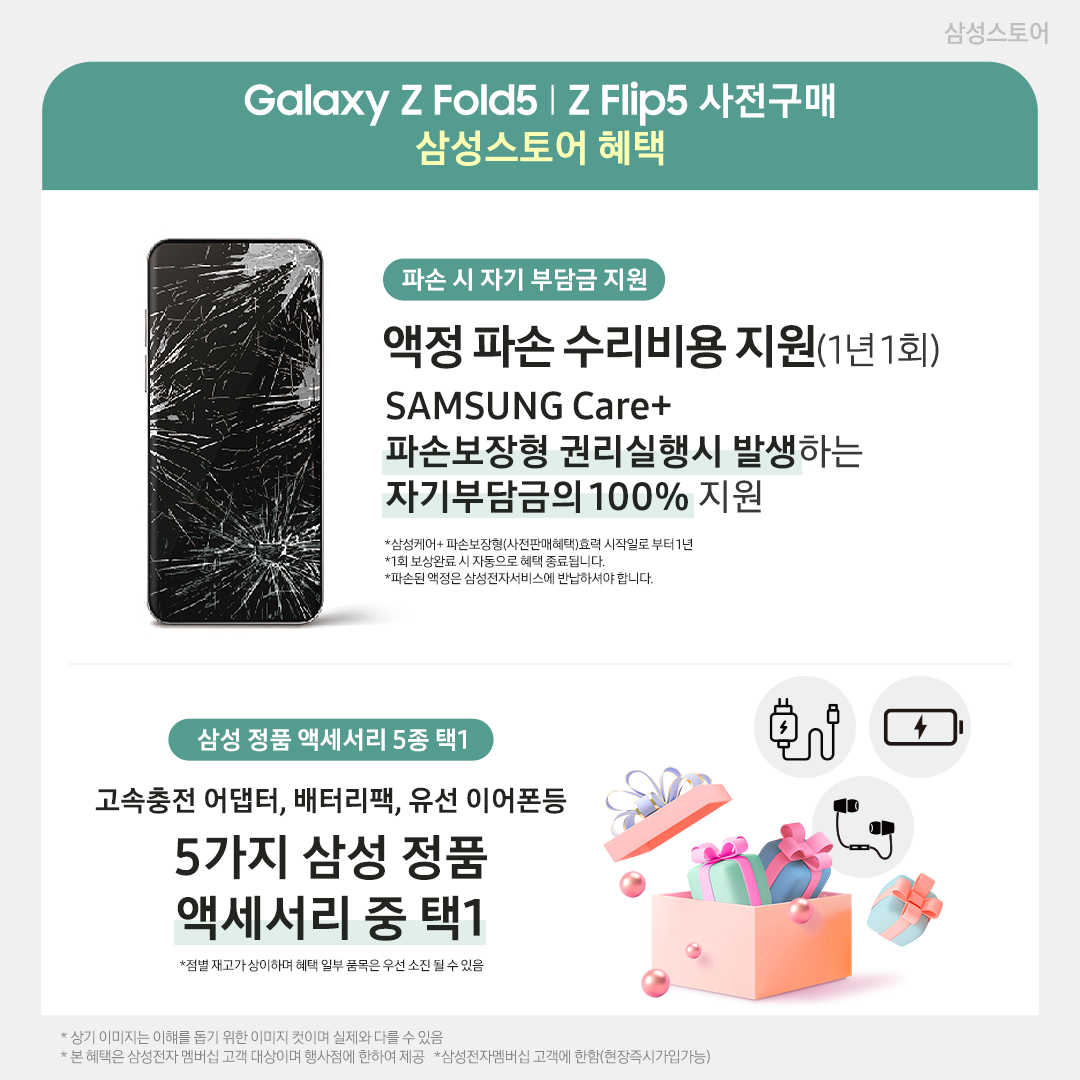 삼성스토어
Galaxy Z Fold5 | Z Flip5 사전구매
삼성스토어 혜택
파손 시 자기 부담금 지원
액정 파손 수리비용 지원(1년 1회)
SAMSUNG Care+
파손보장형 권리실행시 발생하는
자기부담금의 100% 지원
*삼성케어+ 파손보장형(사전판매혜택)효력 시작일로 부터 1년
*1회 보상완료 시 자동으로 혜택 종료됩니다.
*파손된 액정은 삼성전자서비스에 반납하셔야 합니다.
삼성 정품 액세서리 5종 택1
고속충전 어댑터, 배터리팩, 유선 이어폰등
5가지 삼성 정품
액세서리 중 택1
*점별 재고가 상이하며 혜택 일부 품목은 우선 소진 될 수 있음
* 상기 이미지는 이해를 돕기 위한 이미지 컷이며 실제와 다를 수 있음
* 본 혜택은 삼성전자 멤버십 고객 대상이며 행사점에 한하여 제공 *삼성전자멤버십 고객에 한함(현장즉시가입가능)